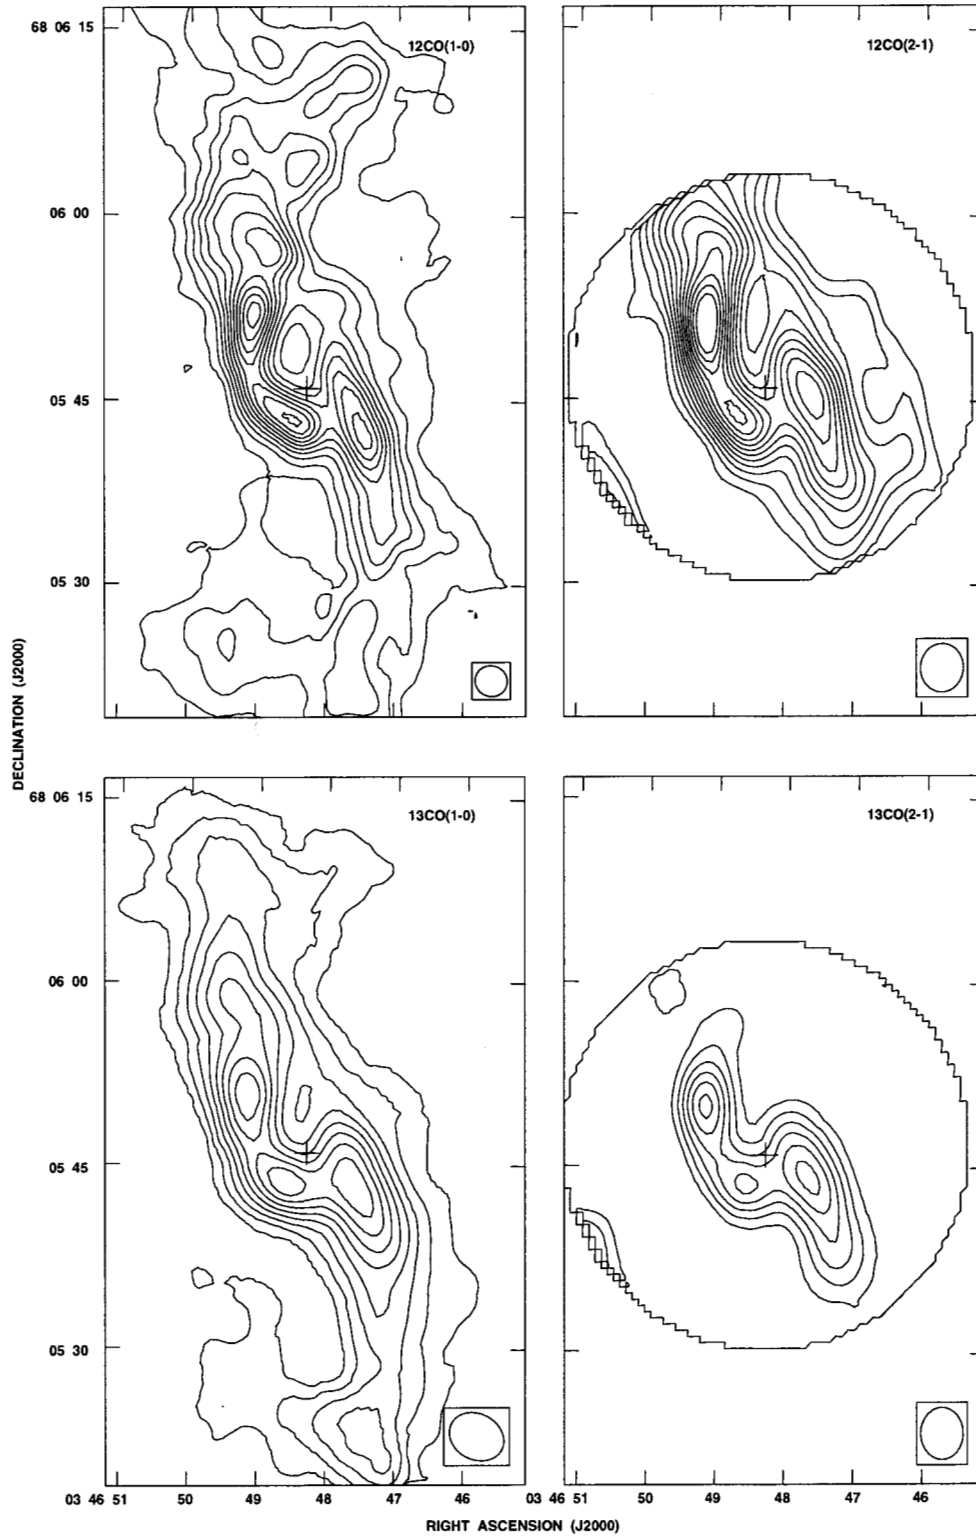 12CO(1-0)
12CO(2-1)
68 06 15
06 00
05 45
05 30
DECLINATION (J2000)
13CO(1-0)
13CO(2-1)
68 06 15
06 00
05 45
05 30
03 46 51 50 49 48 47 46
03 46 51 50 49 48 47 46
RIGHT ASCENSION (J2000)